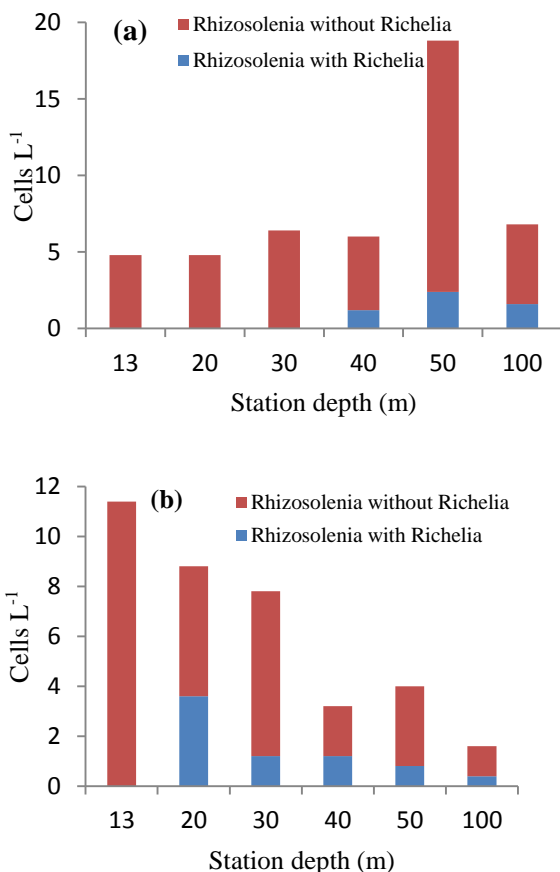 (a)
Rhizosolenia without Richelia
Rhizosolenia with Richelia
Cells L⁻¹
20
15
10
5
0
13 20 30 40 50 100
Station depth (m)
(b)
Rhizosolenia without Richelia
Rhizosolenia with Richelia
Cells L⁻¹
12
10
8
6
4
2
0
13 20 30 40 50 100
Station depth (m)